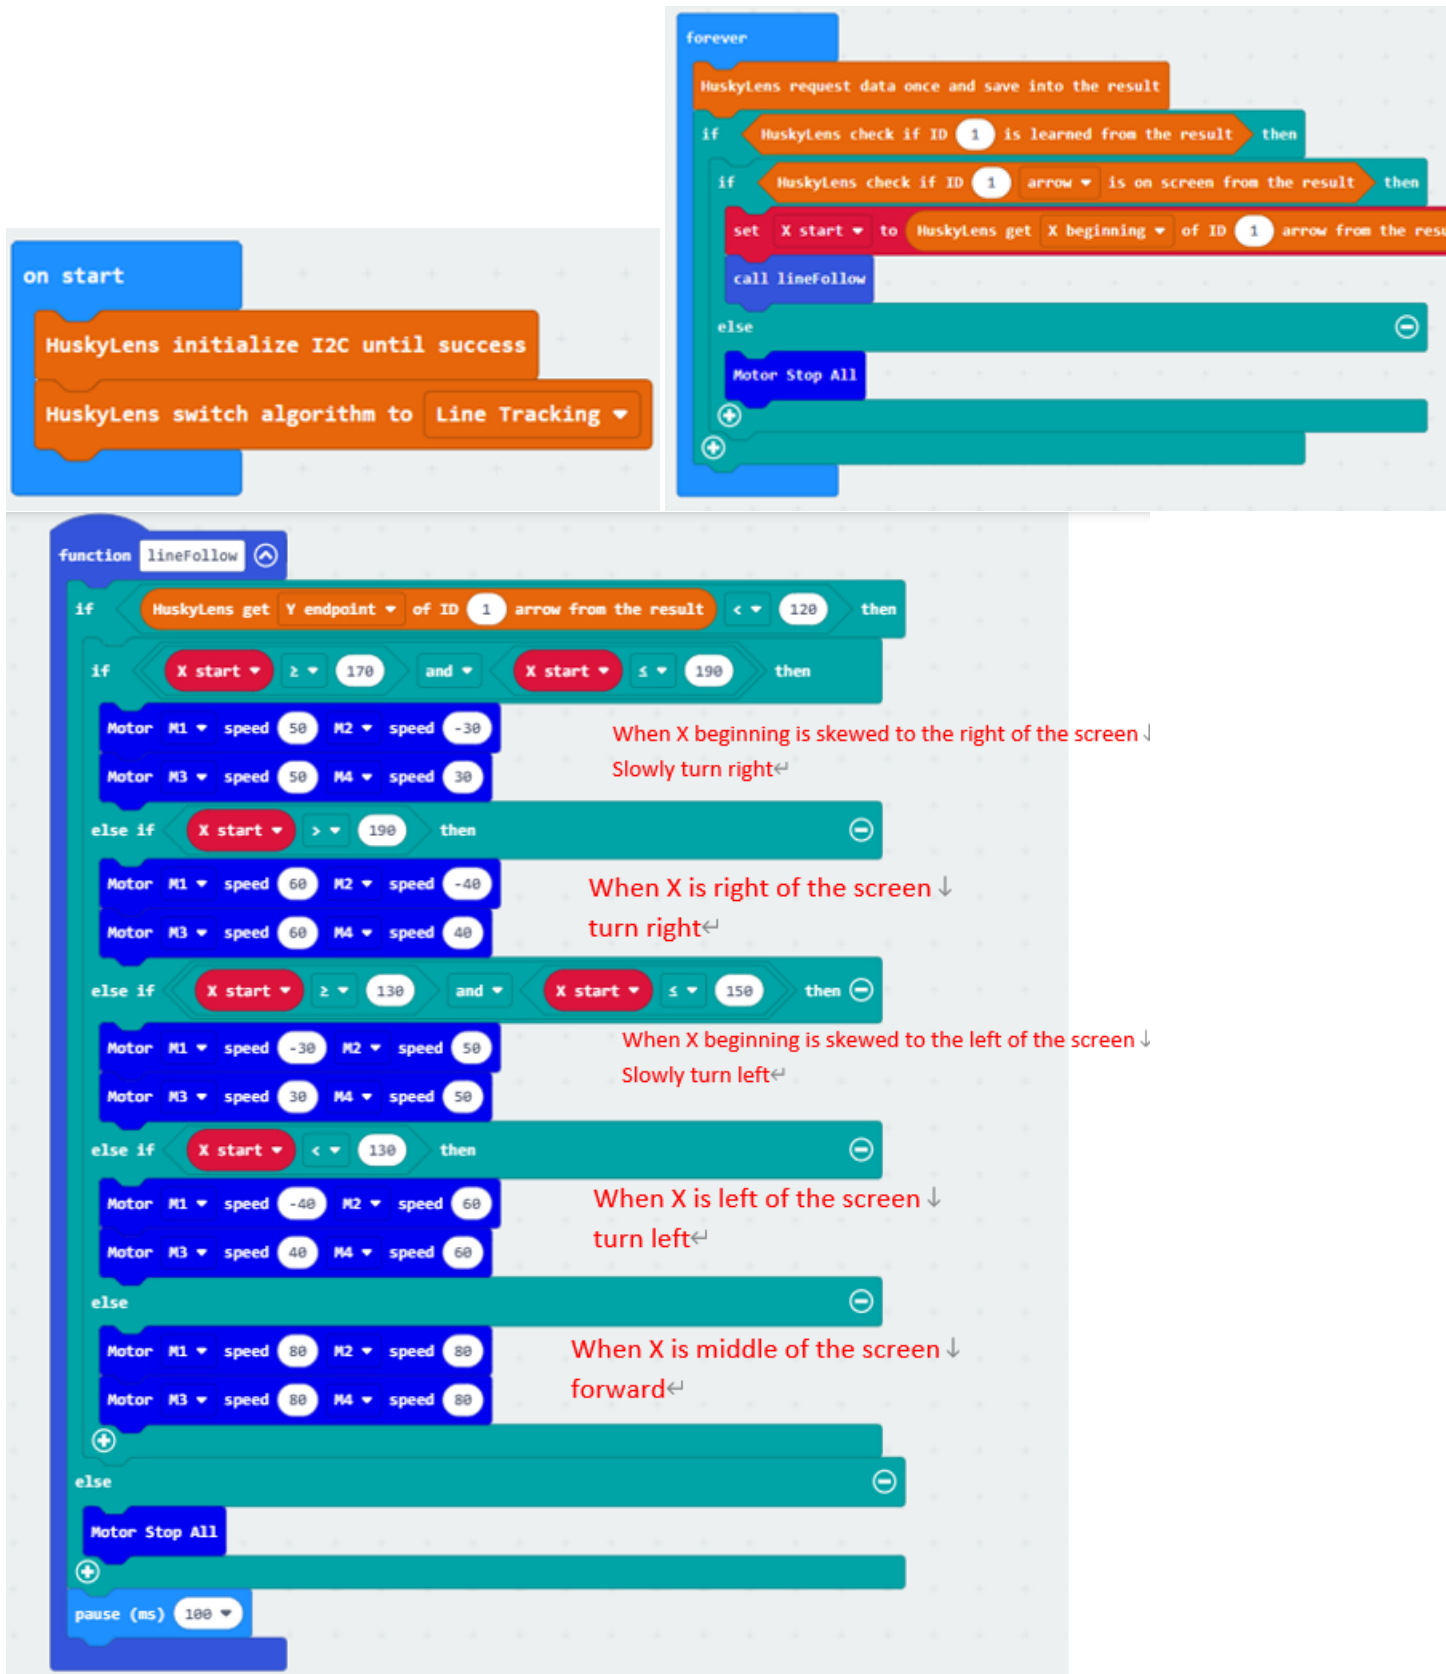 on start
HuskyLens initialize I2C until success
HuskyLens switch algorithm to Line Tracking
forever
HuskyLens request data once and save into the result
if HuskyLens check if ID 1 is learned from the result then
if HuskyLens check if ID 1 arrow is on screen from the result then
set X start to HuskyLens get X beginning of ID 1 arrow from the
call lineFollow
else
Motor Stop All
function lineFollow
if HuskyLens get Y endpoint of ID 1 arrow from the result < 120 then
if X start ≥ 170 and X start ≤ 190 then
Motor M1 speed 50 M2 speed -30
Motor M3 speed 50 M4 speed 30
When X beginning is skewed to the right of the screen ↓
Slowly turn right↵
else if X start > 190 then
Motor M1 speed 60 M2 speed -40
Motor M3 speed 60 M4 speed 40
When X is right of the screen ↓
turn right↵
else if X start ≥ 130 and X start ≤ 150 then
Motor M1 speed -30 M2 speed 50
Motor M3 speed 30 M4 speed 50
When X beginning is skewed to the left of the screen ↓
Slowly turn left↵
else if X start < 130 then
Motor M1 speed -40 M2 speed 60
Motor M3 speed 40 M4 speed 60
When X is left of the screen ↓
turn left↵
else
Motor M1 speed 80 M2 speed 80
Motor M3 speed 80 M4 speed 80
When X is middle of the screen ↓
forward↵
else
Motor Stop All
pause (ms) 100